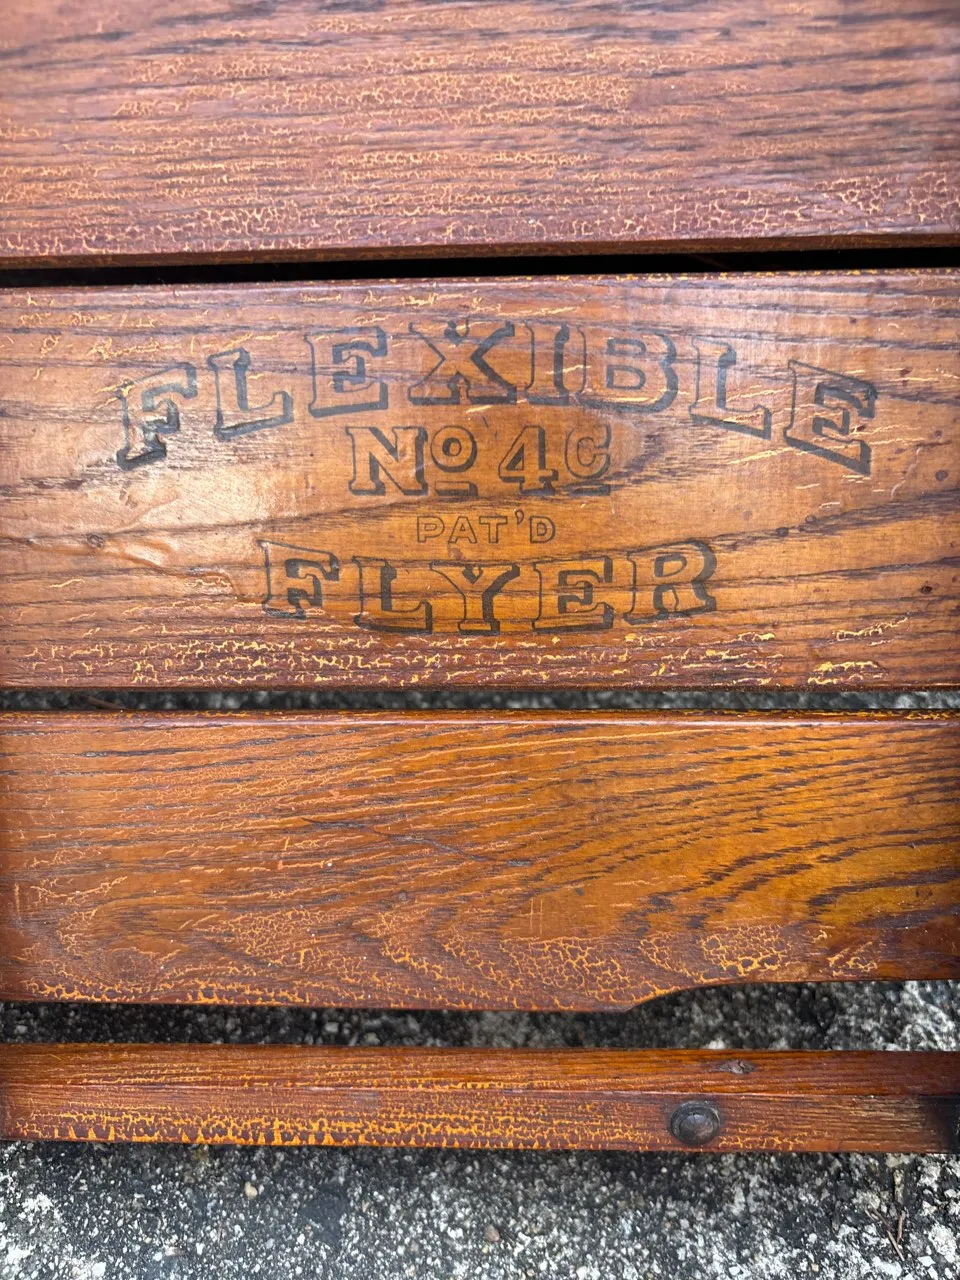 FLEXIBLE
No 4C
PAT'D
FLYER